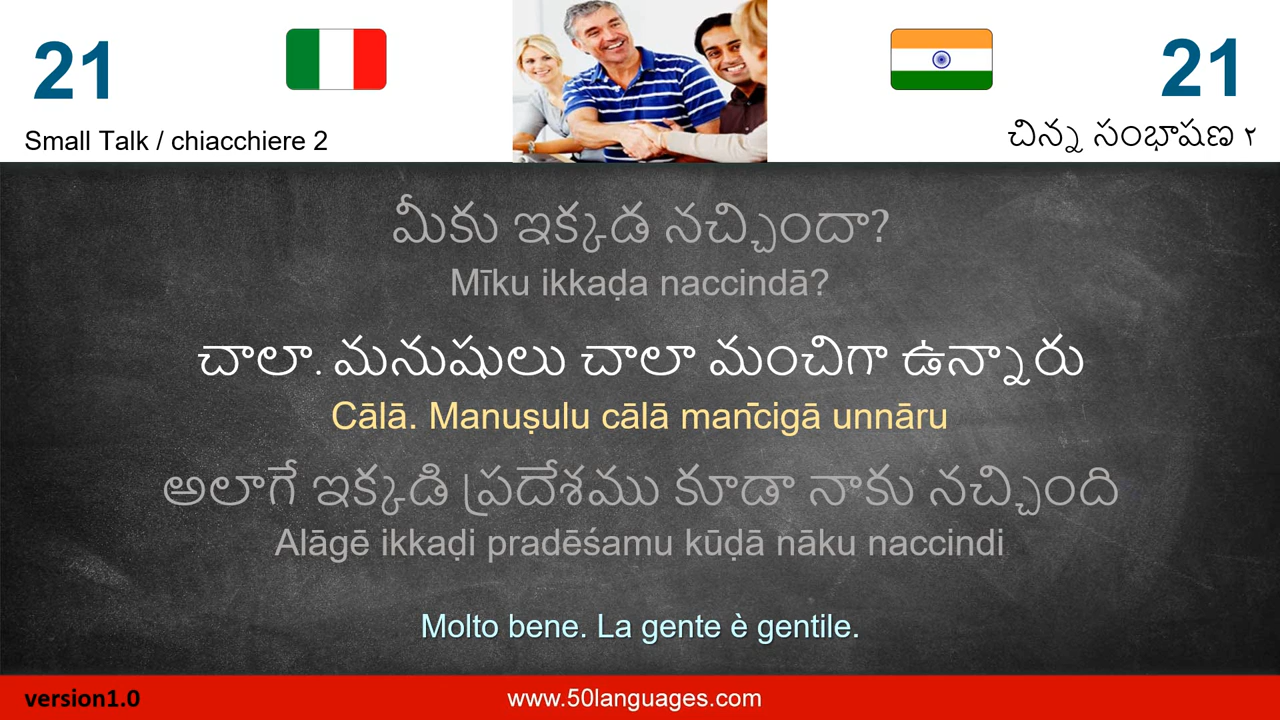 21
21
Small Talk / chiacchiere 2
చిన్న సంభాషణ ౨
మీకు ఇక్కడ నచ్చిందా?
Mīku ikkaḍa naccindā?
చాలా. మనుషులు చాలా మంచిగా ఉన్నారు
Cālā. Manuṣulu cālā man̄cigā unnāru
అలాగే ఇక్కడి ప్రదేశము కూడా నాకు నచ్చింది
Alāgē ikkaḍi pradēśamu kūḍā nāku naccindi
Molto bene. La gente è gentile.
version1.0
www.50languages.com